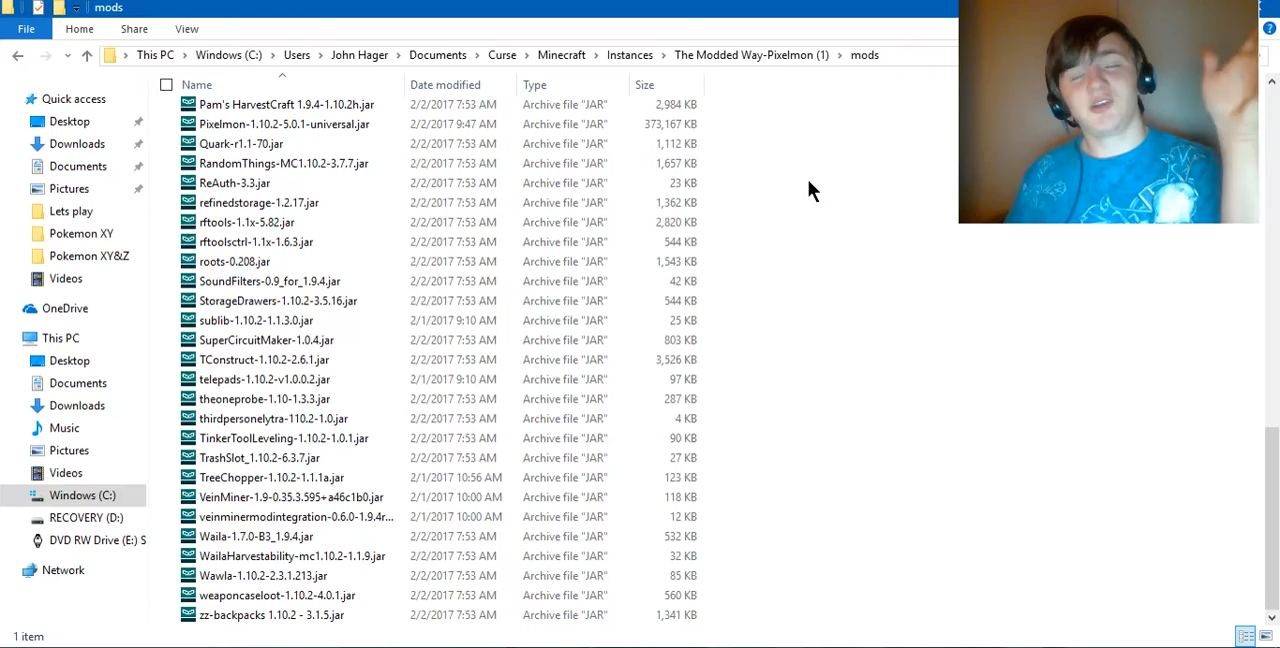 mods
File Home Share View
This PC Windows (C:) Users John Hager Documents Curse Minecraft Instances The Modded Way-Pixelmon (1) mods
Name Date modified Type Size
Pam's HarvestCraft 1.9.4-1.10.2h.jar 2/2/2017 7:53 AM Archive file "JAR" 2,984 KB
Pixelmon-1.10.2-5.0.1-universal.jar 2/2/2017 9:47 AM Archive file "JAR" 373,167 KB
Quark-r1.1-70.jar 2/2/2017 7:53 AM Archive file "JAR" 1,112 KB
RandomThings-MC1.10.2-3.7.7.jar 2/2/2017 7:53 AM Archive file "JAR" 1,657 KB
ReAuth-3.3.jar 2/2/2017 7:53 AM Archive file "JAR" 23 KB
refinedstorage-1.2.17.jar 2/2/2017 7:53 AM Archive file "JAR" 1,362 KB
rftools-1.1x-5.82.jar 2/2/2017 7:53 AM Archive file "JAR" 2,820 KB
rftoolsctrl-1.1x-1.6.3.jar 2/2/2017 7:53 AM Archive file "JAR" 544 KB
roots-0.208.jar 2/2/2017 7:53 AM Archive file "JAR" 1,543 KB
SoundFilters-0.9_for_1.9.4.jar 2/2/2017 7:53 AM Archive file "JAR" 42 KB
StorageDrawers-1.10.2-3.5.16.jar 2/2/2017 7:53 AM Archive file "JAR" 544 KB
sublib-1.10.2-1.1.3.0.jar 2/1/2017 9:10 AM Archive file "JAR" 25 KB
SuperCircuitMaker-1.0.4.jar 2/2/2017 7:53 AM Archive file "JAR" 803 KB
TConstruct-1.10.2-2.6.1.jar 2/2/2017 7:53 AM Archive file "JAR" 3,526 KB
telepads-1.10.2-v1.0.0.2.jar 2/1/2017 9:10 AM Archive file "JAR" 97 KB
theoneprobe-1.10-1.3.3.jar 2/2/2017 7:53 AM Archive file "JAR" 287 KB
thirdpersonelytra-110.2-1.0.jar 2/2/2017 7:53 AM Archive file "JAR" 4 KB
TinkerToolLeveling-1.10.2-1.0.1.jar 2/2/2017 7:53 AM Archive file "JAR" 90 KB
TrashSlot_1.10.2-6.3.7.jar 2/2/2017 7:53 AM Archive file "JAR" 27 KB
TreeChopper-1.10.2-1.1.1a.jar 2/1/2017 10:56 AM Archive file "JAR" 123 KB
VeinMiner-1.9-0.35.3.595+a46c1b0.jar 2/1/2017 10:00 AM Archive file "JAR" 118 KB
veinminermodintegration-0.6.0-1.9.4r... 2/1/2017 10:00 AM Archive file "JAR" 12 KB
Waila-1.7.0-B3_1.9.4.jar 2/2/2017 7:53 AM Archive file "JAR" 532 KB
WailaHarvestability-mc1.10.2-1.1.9.jar 2/2/2017 7:53 AM Archive file "JAR" 32 KB
Wawla-1.10.2-2.3.1.213.jar 2/2/2017 7:53 AM Archive file "JAR" 85 KB
weaponcaseloot-1.10.2-4.0.1.jar 2/2/2017 7:53 AM Archive file "JAR" 560 KB
zz-backpacks 1.10.2 - 3.1.5.jar 2/2/2017 7:53 AM Archive file "JAR" 1,341 KB
Quick access
Desktop
Downloads
Documents
Pictures
Lets play
Pokemon XY
Pokemon XY&Z
Videos
OneDrive
This PC
Desktop
Documents
Downloads
Music
Pictures
Videos
Windows (C:)
RECOVERY (D:)
DVD RW Drive (E:) S
Network
1 item